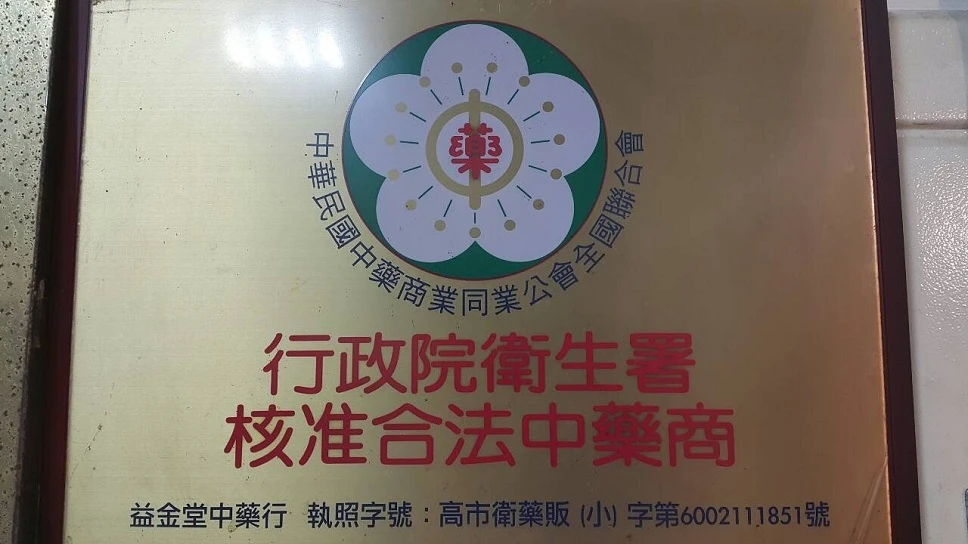 藥
中華民國中藥商業同業公會全國聯合會
行政院衛生署
核准合法中藥商
益金堂中藥行 執照字號：高市衛藥販 (小) 字第6002111851號